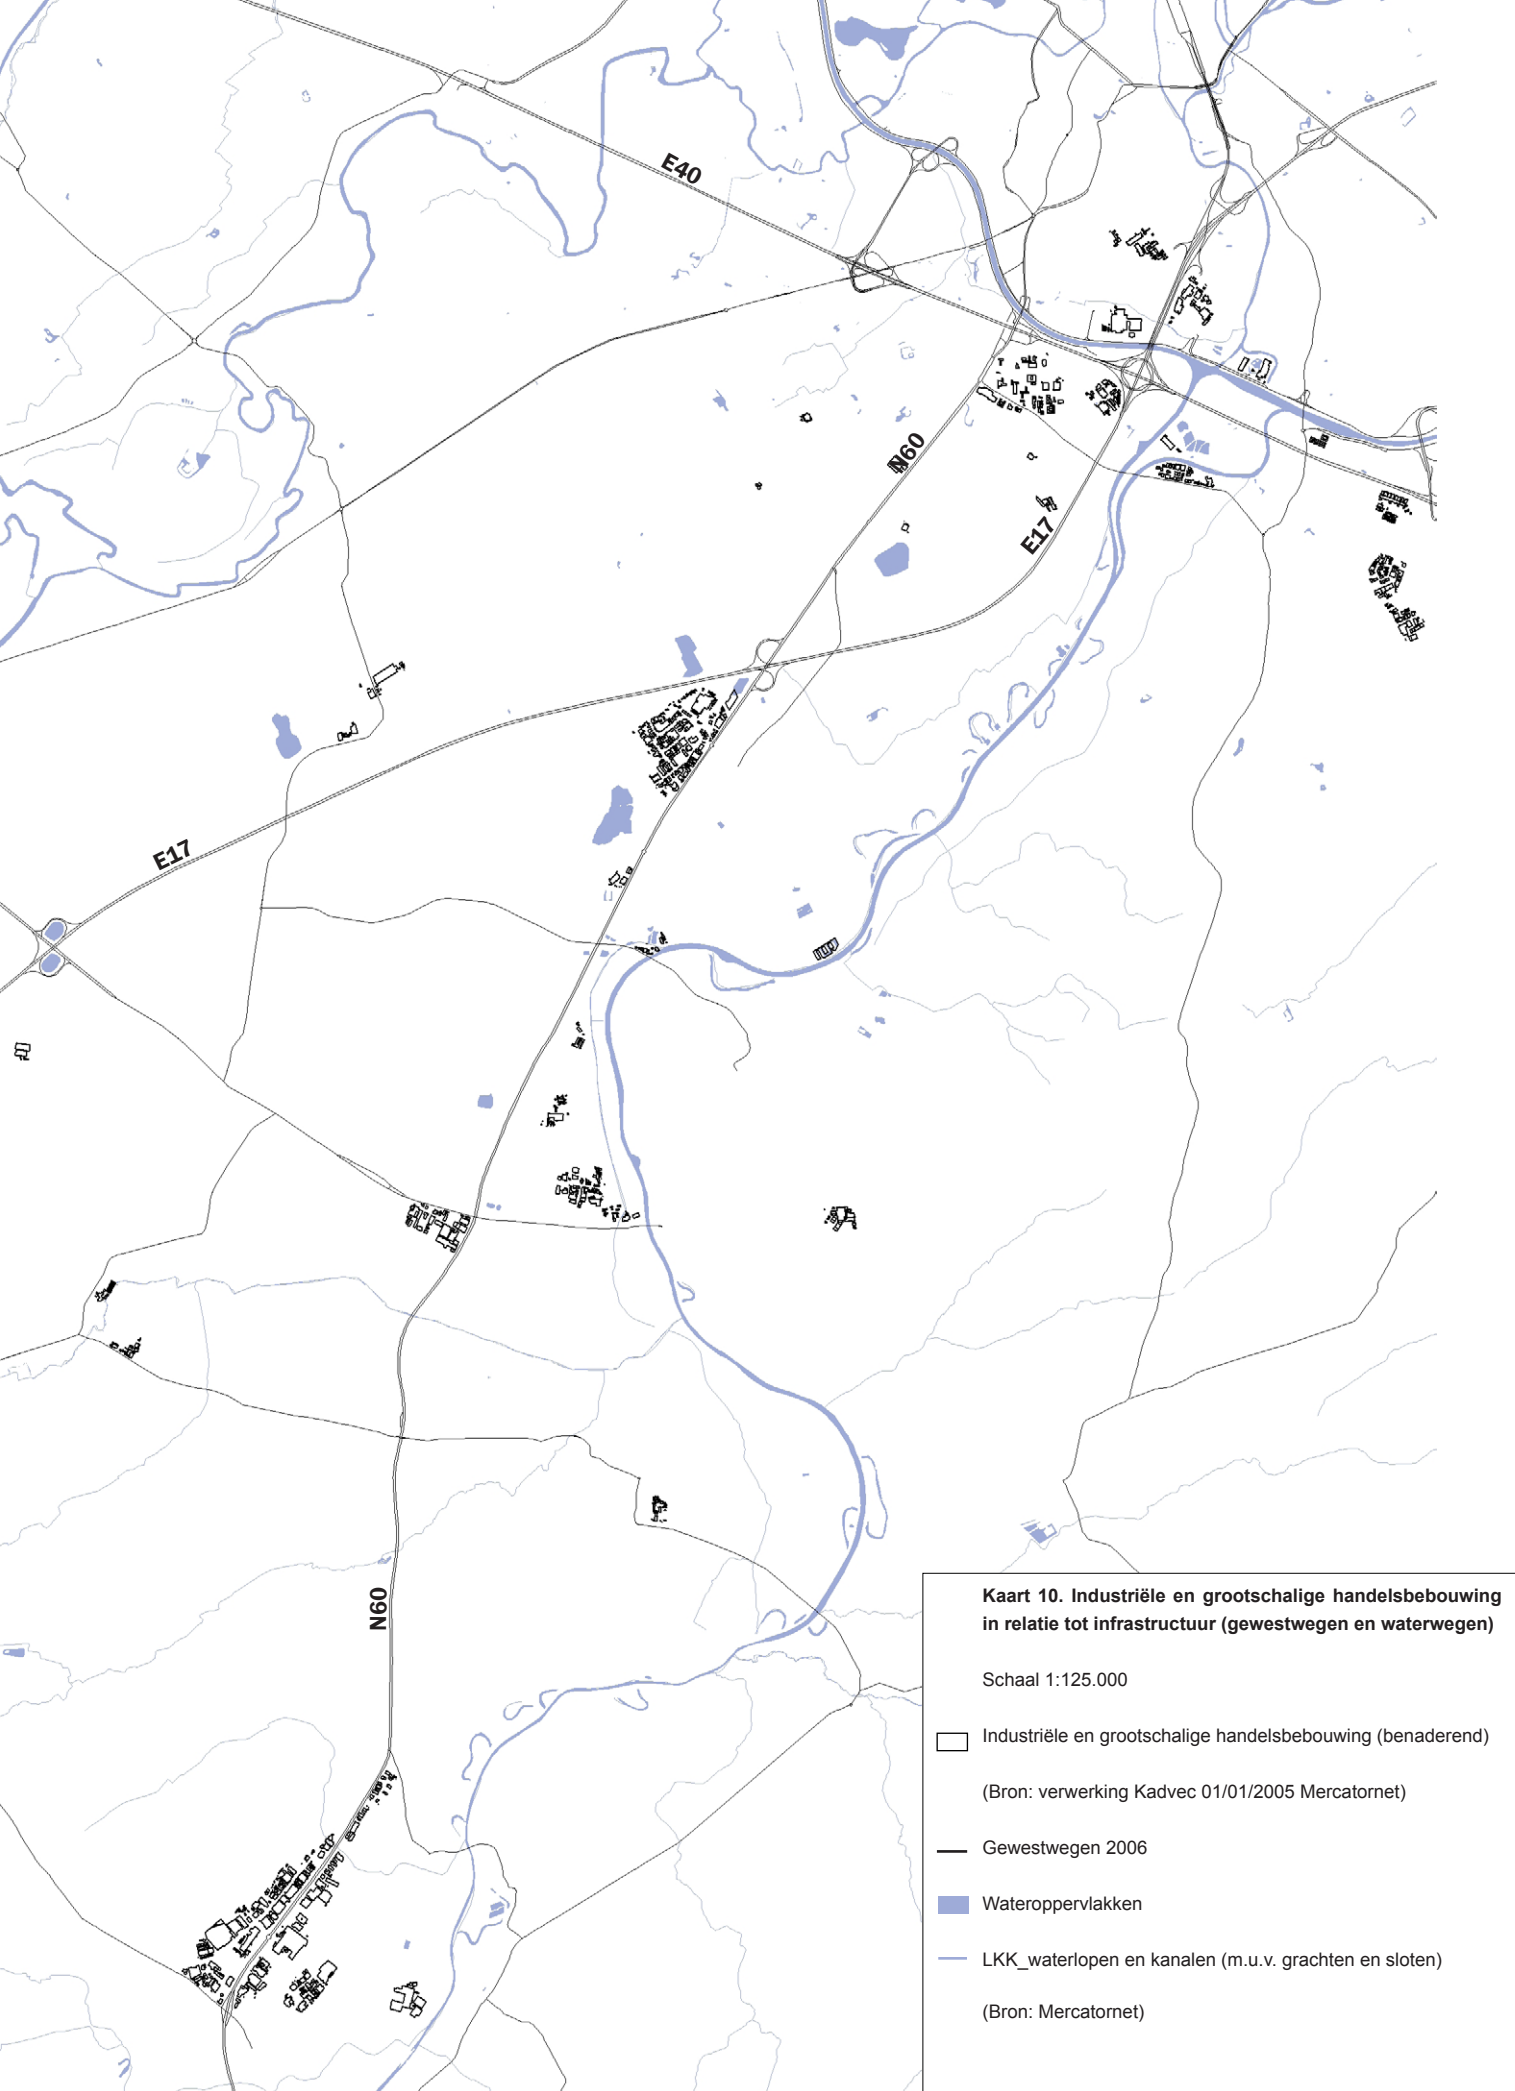 E40
N60
E17
E17
N60
Kaart 10. Industriële en grootschalige handelsbebouwing
in relatie tot infrastructuur (gewestwegen en waterwegen)
Schaal 1:125.000
Industriële en grootschalige handelsbebouwing (benaderend)
(Bron: verwerking Kadvec 01/01/2005 Mercatornet)
Gewestwegen 2006
Wateroppervlakken
LKK_waterlopen en kanalen (m.u.v. grachten en sloten)
(Bron: Mercatornet)